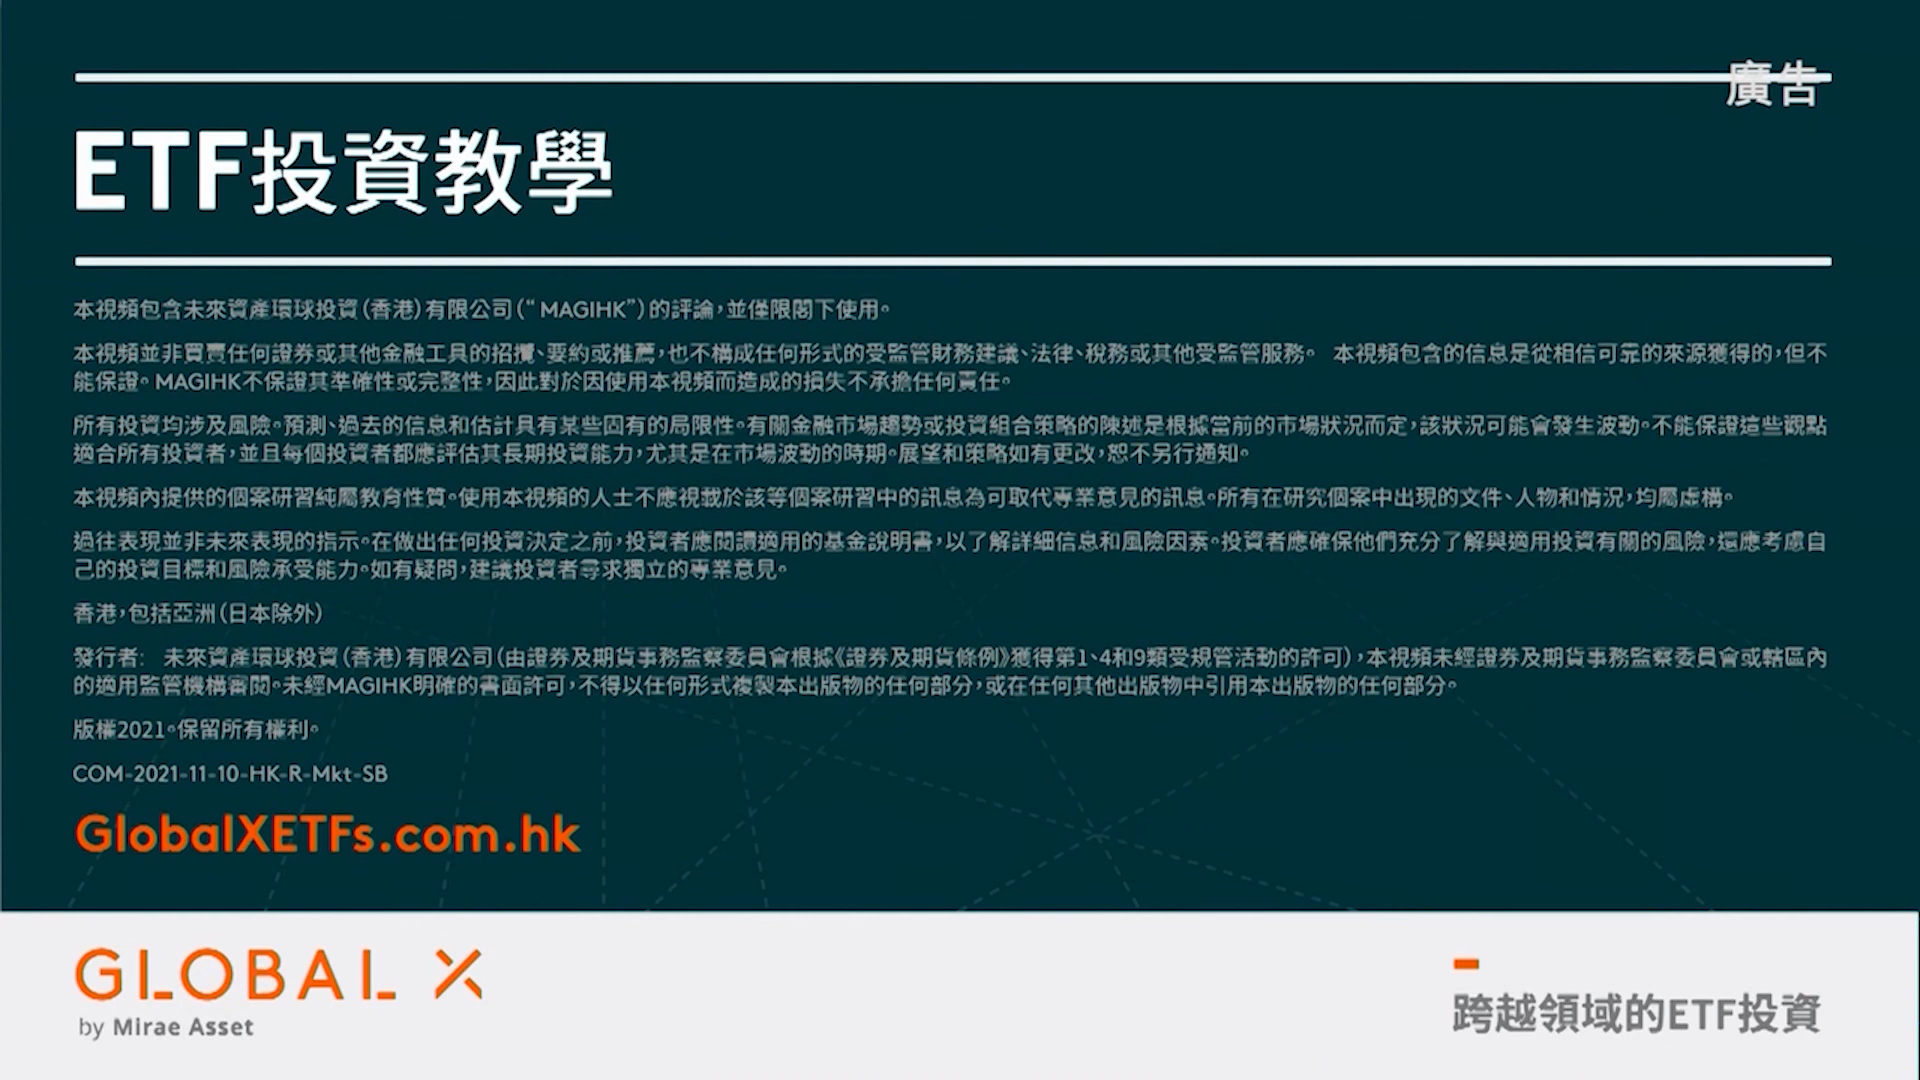 廣告
ETF投資教學
本視頻包含未來資產環球投資(香港)有限公司(“ MAGIHK”)的評論,並僅限閣下使用。
本視頻並非買賣任何證券或其他金融工具的招攬、要約或推薦,也不構成任何形式的受監管財務建議、法律、稅務或其他受監管服務。 本視頻包含的信息是從相信可靠的來源獲得的,但不
能保證。MAGIHK不保證其準確性或完整性,因此對於因使用本視頻而造成的損失不承擔任何責任。
所有投資均涉及風險。預測、過去的信息和估計具有某些固有的局限性。有關金融市場趨勢或投資組合策略的陳述是根據當前的市場狀況而定,該狀況可能會發生波動。不能保證這些觀點
適合所有投資者,並且每個投資者都應評估其長期投資能力,尤其是在市場波動的時期。展望和策略如有更改,恕不另行通知。
本視頻內提供的個案研習純屬教育性質。使用本視頻的人士不應視載於該等個案研習中的訊息為可取代專業意見的訊息。所有在研究個案中出現的文件、人物和情況,均屬虛構。
過往表現並非未來表現的指示。在做出任何投資決定之前,投資者應閱讀適用的基金說明書,以了解詳細信息和風險因素。投資者應確保他們充分了解與適用投資有關的風險,還應考慮自
己的投資目標和風險承受能力。如有疑問,建議投資者尋求獨立的專業意見。
香港,包括亞洲(日本除外)
發行者: 未來資產環球投資(香港)有限公司(由證券及期貨事務監察委員會根據《證券及期貨條例》獲得第1、4和9類受規管活動的許可),本視頻未經證券及期貨事務監察委員會或轄區內
的適用監管機構審閱。未經MAGIHK明確的書面許可,不得以任何形式複製本出版物的任何部分,或在任何其他出版物中引用本出版物的任何部分。
版權2021。保留所有權利。
COM-2021-11-10-HK-R-Mkt-SB
GlobalXETFs.com.hk
GLOBAL X
by Mirae Asset
跨越領域的ETF投資